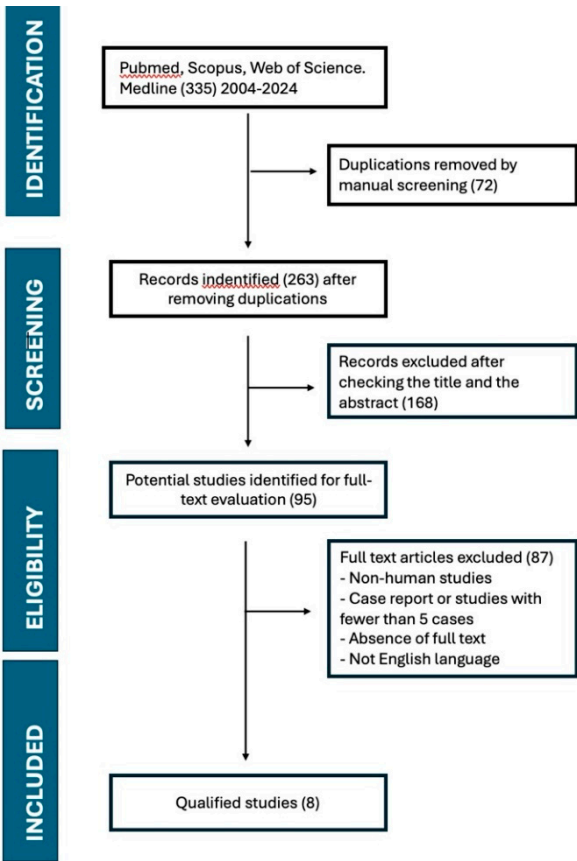 IDENTIFICATION
Pubmed, Scopus, Web of Science.
Medline (335) 2004-2024
Duplications removed by
manual screening (72)
SCREENING
Records indentified (263) after
removing duplications
Records excluded after
checking the title and the
abstract (168)
ELIGIBILITY
Potential studies identified for full-
text evaluation (95)
Full text articles excluded (87)
- Non-human studies
- Case report or studies with
fewer than 5 cases
- Absence of full text
- Not English language
INCLUDED
Qualified studies (8)